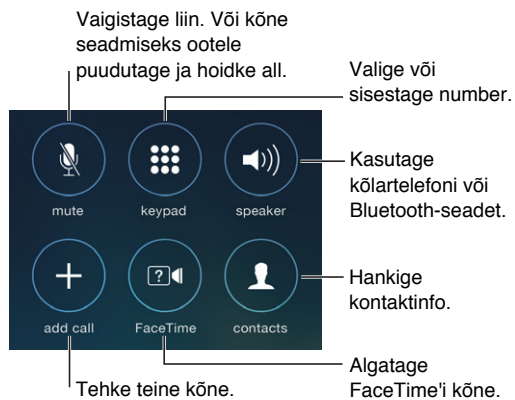 Vaigistage liin. Või kõne
seadmiseks ootele
puudutage ja hoidke all.
Valige või
sisestage number.
mute
keypad
speaker
Kasutage
kõlartelefoni või
Bluetooth-seadet.
?
add call
FaceTime
contacts
Hankige
kontaktinfo.
Tehke teine kõne.
Algatage
FaceTime'i kõne.